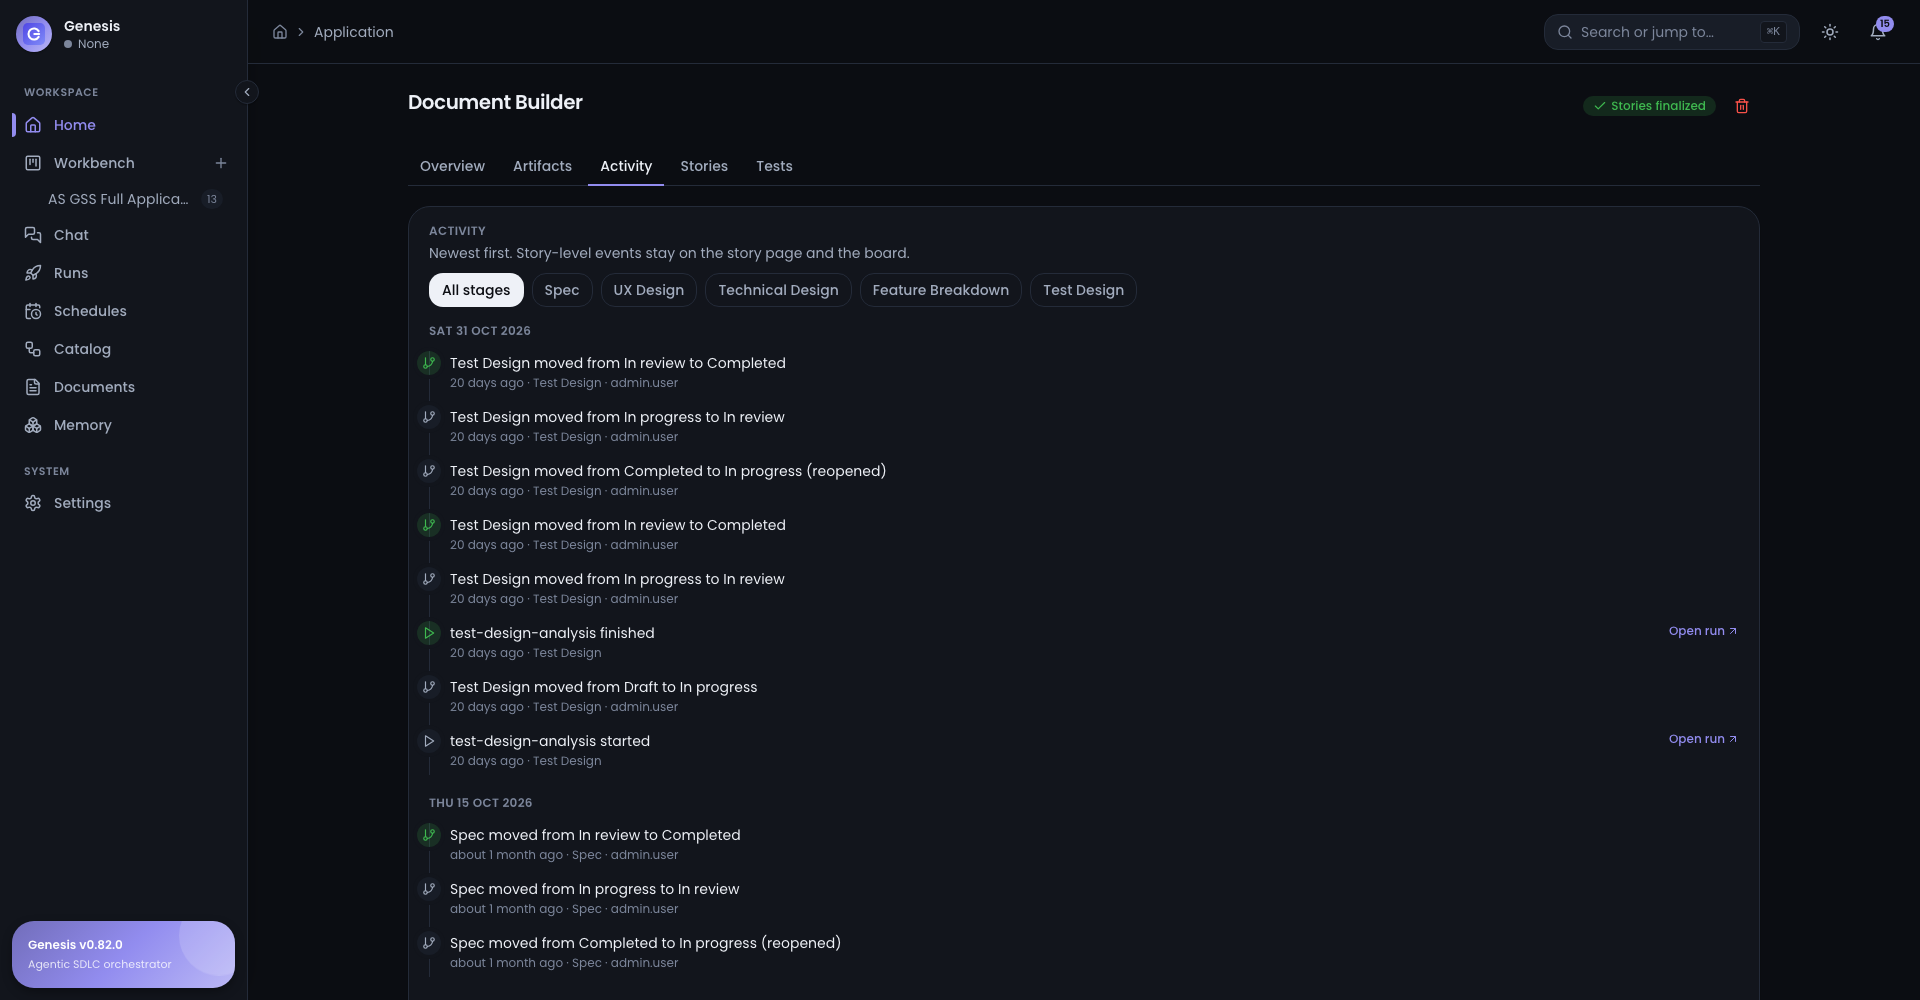 Genesis
None
WORKSPACE
Home
Workbench
AS GSS Full Applica...
13
Chat
Runs
Schedules
Catalog
Documents
Memory
SYSTEM
Settings
Genesis v0.82.0
Agentic SDLC orchestrator
Application
Search or jump to...
⌘K
15
Document Builder
Stories finalized
Overview
Artifacts
Activity
Stories
Tests
ACTIVITY
Newest first. Story-level events stay on the story page and the board.
All stages
Spec
UX Design
Technical Design
Feature Breakdown
Test Design
SAT 31 OCT 2026
Test Design moved from In review to Completed
20 days ago · Test Design · admin.user
Test Design moved from In progress to In review
20 days ago · Test Design · admin.user
Test Design moved from Completed to In progress (reopened)
20 days ago · Test Design · admin.user
Test Design moved from In review to Completed
20 days ago · Test Design · admin.user
Test Design moved from In progress to In review
20 days ago · Test Design · admin.user
test-design-analysis finished
Open run
20 days ago · Test Design
Test Design moved from Draft to In progress
20 days ago · Test Design · admin.user
test-design-analysis started
Open run
20 days ago · Test Design
THU 15 OCT 2026
Spec moved from In review to Completed
about 1 month ago · Spec · admin.user
Spec moved from In progress to In review
about 1 month ago · Spec · admin.user
Spec moved from Completed to In progress (reopened)
about 1 month ago · Spec · admin.user